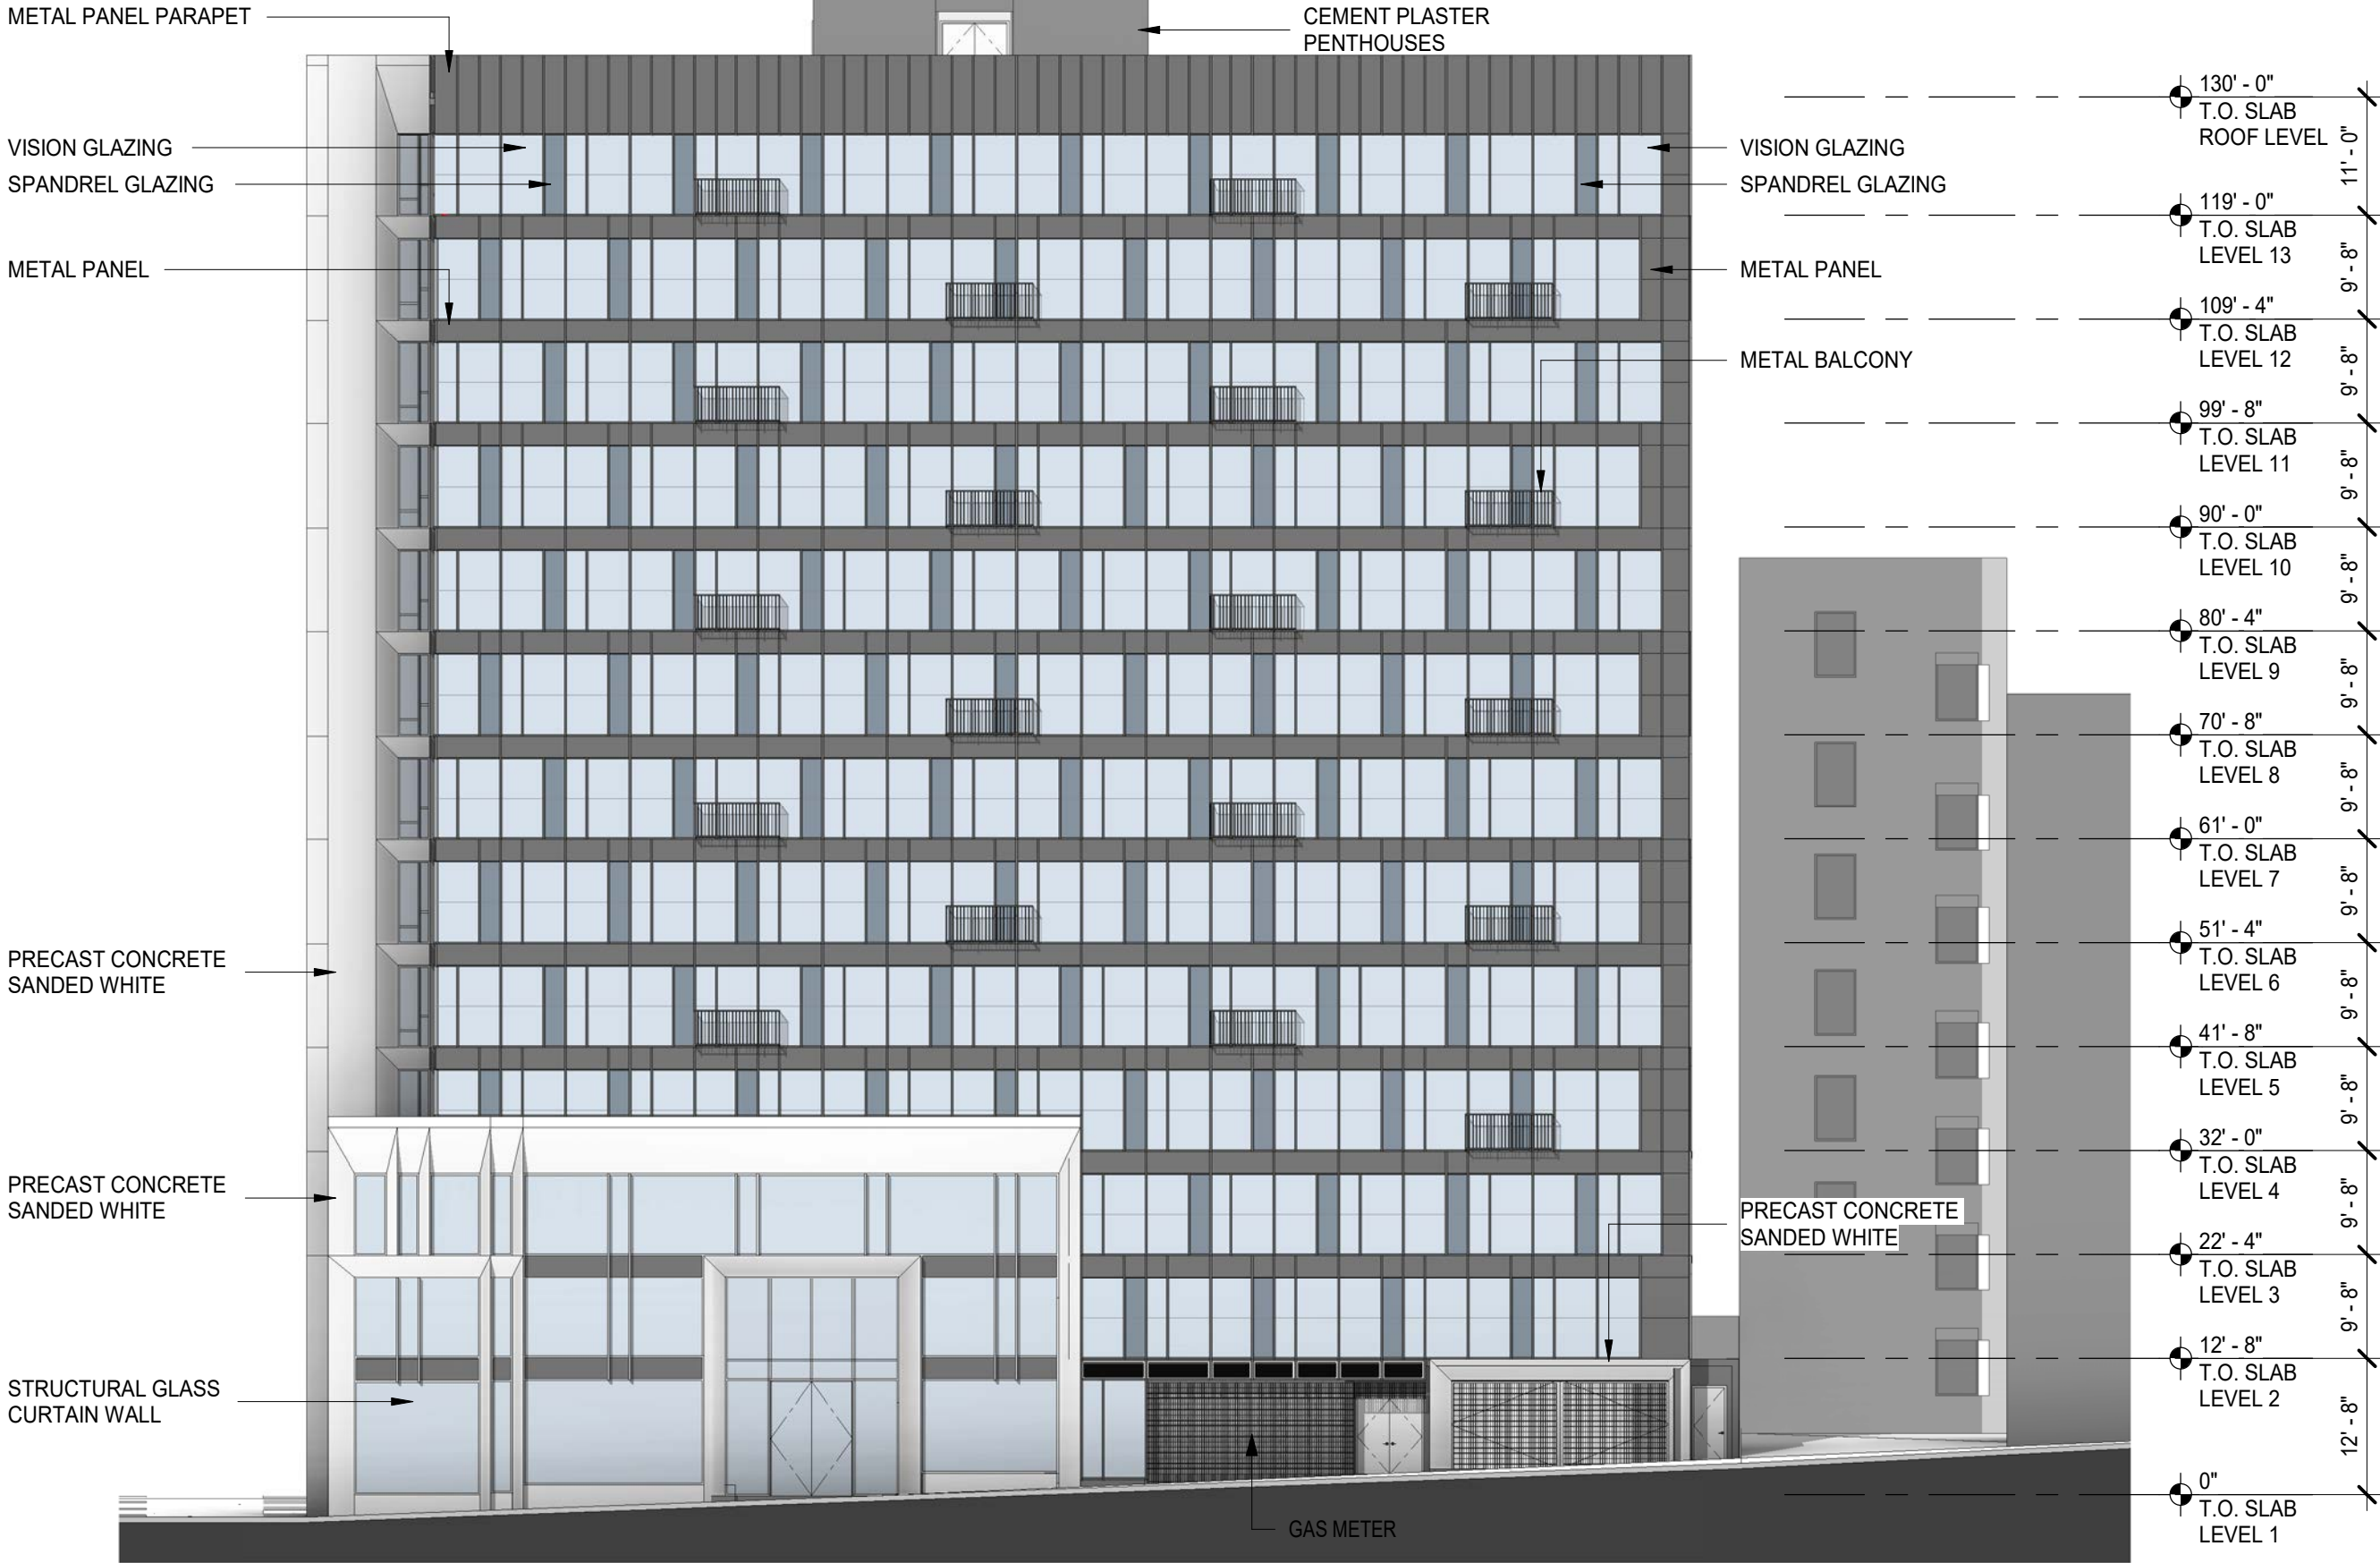 METAL PANEL PARAPET
VISION GLAZING
SPANDREL GLAZING
METAL PANEL
PRECAST CONCRETE
SANDED WHITE
PRECAST CONCRETE
SANDED WHITE
STRUCTURAL GLASS
CURTAIN WALL
CEMENT PLASTER
PENTHOUSES
VISION GLAZING
SPANDREL GLAZING
METAL PANEL
METAL BALCONY
PRECAST CONCRETE
SANDED WHITE
GAS METER
130' - 0"
T.O. SLAB
ROOF LEVEL
11' - 0"
119' - 0"
T.O. SLAB
LEVEL 13
9' - 8"
109' - 4"
T.O. SLAB
LEVEL 12
9' - 8"
99' - 8"
T.O. SLAB
LEVEL 11
9' - 8"
90' - 0"
T.O. SLAB
LEVEL 10
9' - 8"
80' - 4"
T.O. SLAB
LEVEL 9
9' - 8"
70' - 8"
T.O. SLAB
LEVEL 8
9' - 8"
61' - 0"
T.O. SLAB
LEVEL 7
9' - 8"
51' - 4"
T.O. SLAB
LEVEL 6
9' - 8"
41' - 8"
T.O. SLAB
LEVEL 5
9' - 8"
32' - 0"
T.O. SLAB
LEVEL 4
9' - 8"
22' - 4"
T.O. SLAB
LEVEL 3
9' - 8"
12' - 8"
T.O. SLAB
LEVEL 2
12' - 8"
0"
T.O. SLAB
LEVEL 1